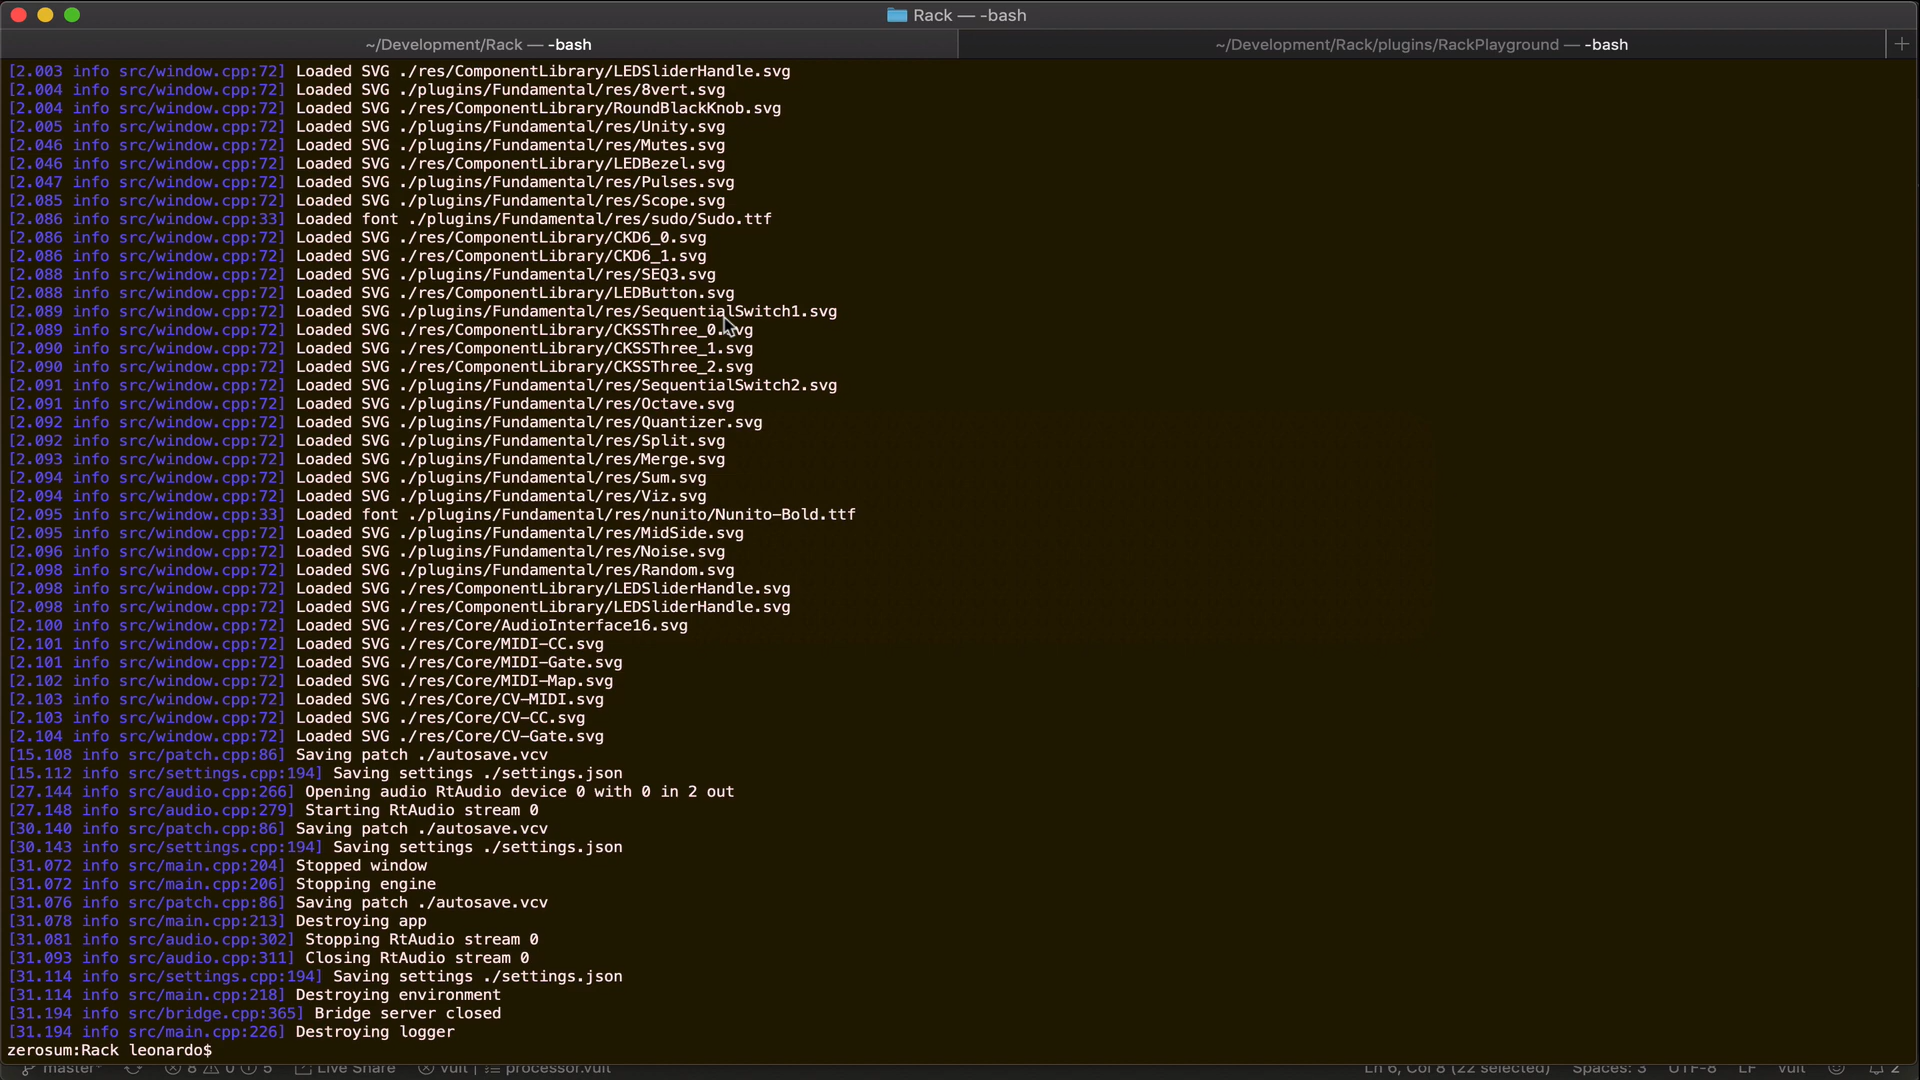 Rack — -bash
~/Development/Rack — -bash
~/Development/Rack/plugins/RackPlayground — -bash
[2.003 info src/window.cpp:72] Loaded SVG ./res/ComponentLibrary/LEDSliderHandle.svg
[2.004 info src/window.cpp:72] Loaded SVG ./plugins/Fundamental/res/8vert.svg
[2.004 info src/window.cpp:72] Loaded SVG ./res/ComponentLibrary/RoundBlackKnob.svg
[2.005 info src/window.cpp:72] Loaded SVG ./plugins/Fundamental/res/Unity.svg
[2.046 info src/window.cpp:72] Loaded SVG ./plugins/Fundamental/res/Mutes.svg
[2.046 info src/window.cpp:72] Loaded SVG ./res/ComponentLibrary/LEDBezel.svg
[2.047 info src/window.cpp:72] Loaded SVG ./plugins/Fundamental/res/Pulses.svg
[2.085 info src/window.cpp:72] Loaded SVG ./plugins/Fundamental/res/Scope.svg
[2.086 info src/window.cpp:33] Loaded font ./plugins/Fundamental/res/sudo/Sudo.ttf
[2.086 info src/window.cpp:72] Loaded SVG ./res/ComponentLibrary/CKD6_0.svg
[2.086 info src/window.cpp:72] Loaded SVG ./res/ComponentLibrary/CKD6_1.svg
[2.088 info src/window.cpp:72] Loaded SVG ./plugins/Fundamental/res/SEQ3.svg
[2.088 info src/window.cpp:72] Loaded SVG ./res/ComponentLibrary/LEDButton.svg
[2.089 info src/window.cpp:72] Loaded SVG ./plugins/Fundamental/res/SequentialSwitch1.svg
[2.089 info src/window.cpp:72] Loaded SVG ./res/ComponentLibrary/CKSSThree_0.svg
[2.090 info src/window.cpp:72] Loaded SVG ./res/ComponentLibrary/CKSSThree_1.svg
[2.090 info src/window.cpp:72] Loaded SVG ./res/ComponentLibrary/CKSSThree_2.svg
[2.091 info src/window.cpp:72] Loaded SVG ./plugins/Fundamental/res/SequentialSwitch2.svg
[2.091 info src/window.cpp:72] Loaded SVG ./plugins/Fundamental/res/Octave.svg
[2.092 info src/window.cpp:72] Loaded SVG ./plugins/Fundamental/res/Quantizer.svg
[2.092 info src/window.cpp:72] Loaded SVG ./plugins/Fundamental/res/Split.svg
[2.093 info src/window.cpp:72] Loaded SVG ./plugins/Fundamental/res/Merge.svg
[2.094 info src/window.cpp:72] Loaded SVG ./plugins/Fundamental/res/Sum.svg
[2.094 info src/window.cpp:72] Loaded SVG ./plugins/Fundamental/res/Viz.svg
[2.095 info src/window.cpp:33] Loaded font ./plugins/Fundamental/res/nunito/Nunito-Bold.ttf
[2.095 info src/window.cpp:72] Loaded SVG ./plugins/Fundamental/res/MidSide.svg
[2.096 info src/window.cpp:72] Loaded SVG ./plugins/Fundamental/res/Noise.svg
[2.098 info src/window.cpp:72] Loaded SVG ./plugins/Fundamental/res/Random.svg
[2.098 info src/window.cpp:72] Loaded SVG ./res/ComponentLibrary/LEDSliderHandle.svg
[2.098 info src/window.cpp:72] Loaded SVG ./res/ComponentLibrary/LEDSliderHandle.svg
[2.100 info src/window.cpp:72] Loaded SVG ./res/Core/AudioInterface16.svg
[2.101 info src/window.cpp:72] Loaded SVG ./res/Core/MIDI-CC.svg
[2.101 info src/window.cpp:72] Loaded SVG ./res/Core/MIDI-Gate.svg
[2.102 info src/window.cpp:72] Loaded SVG ./res/Core/MIDI-Map.svg
[2.103 info src/window.cpp:72] Loaded SVG ./res/Core/CV-MIDI.svg
[2.103 info src/window.cpp:72] Loaded SVG ./res/Core/CV-CC.svg
[2.104 info src/window.cpp:72] Loaded SVG ./res/Core/CV-Gate.svg
[15.108 info src/patch.cpp:86] Saving patch ./autosave.vcv
[15.112 info src/settings.cpp:194] Saving settings ./settings.json
[27.144 info src/audio.cpp:266] Opening audio RtAudio device 0 with 0 in 2 out
[27.148 info src/audio.cpp:279] Starting RtAudio stream 0
[30.140 info src/patch.cpp:86] Saving patch ./autosave.vcv
[30.143 info src/settings.cpp:194] Saving settings ./settings.json
[31.072 info src/main.cpp:204] Stopped window
[31.072 info src/main.cpp:206] Stopping engine
[31.076 info src/patch.cpp:86] Saving patch ./autosave.vcv
[31.078 info src/main.cpp:213] Destroying app
[31.081 info src/audio.cpp:302] Stopping RtAudio stream 0
[31.093 info src/audio.cpp:311] Closing RtAudio stream 0
[31.114 info src/settings.cpp:194] Saving settings ./settings.json
[31.114 info src/main.cpp:218] Destroying environment
[31.194 info src/bridge.cpp:365] Bridge server closed
[31.194 info src/main.cpp:226] Destroying logger
zerosum:Rack leonardo$
master* 8 0 5 Live Share vult processor.vult Ln 6, Col 8 (22 selected) Spaces: 3 UTF-8 LF vult 2